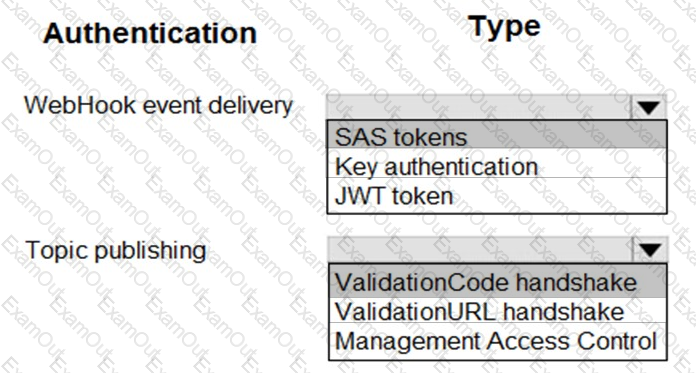 Authentication Type
WebHook event delivery
SAS tokens
Key authentication
JWT token
Topic publishing
ValidationCode handshake
ValidationURL handshake
Management Access Control